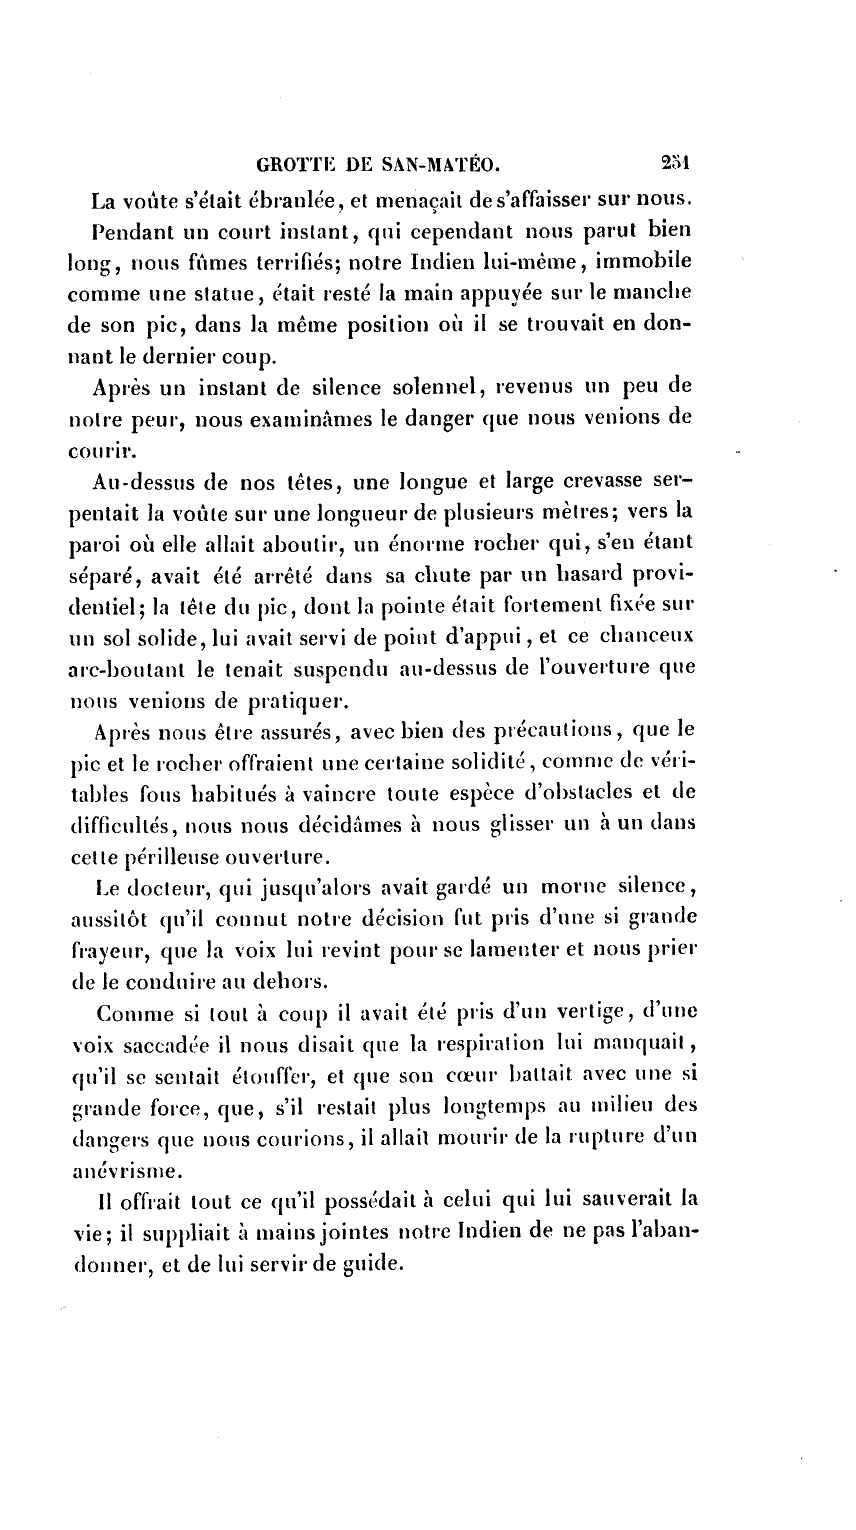 GROTTE DE SAN-MATÉO. 251
La voûte s'était ébranlée, et menaçait de s'affaisser sur nous.
Pendant un court instant, qui cependant nous parut bien
long, nous fûmes terrifiés; notre Indien lui-même, immobile
comme une statue, était resté la main appuyée sur le manche
de son pic, dans la même position où il se trouvait en don-
nant le dernier coup.
Après un instant de silence solennel, revenus un peu de
notre peur, nous examinâmes le danger que nous venions de
courir.
Au-dessus de nos têtes, une longue et large crevasse ser-
pentait la voûte sur une longueur de plusieurs mètres; vers la
paroi où elle allait aboutir, un énorme rocher qui, s'en étant
séparé, avait été arrêté dans sa chute par un hasard provi-
dentiel; la tête du pic, dont la pointe était fortement fixée sur
un sol solide, lui avait servi de point d'appui, et ce chanceux
arc-boutant le tenait suspendu au-dessus de l'ouverture que
nous venions de pratiquer.
Après nous être assurés, avec bien des précautions, que le
pic et le rocher offraient une certaine solidité, comme de véri-
tables fous habitués à vaincre toute espèce d'obstacles et de
difficultés, nous nous décidâmes à nous glisser un à un dans
cette périlleuse ouverture.
Le docteur, qui jusqu'alors avait gardé un morne silence,
aussitôt qu'il connut notre décision fut pris d'une si grande
frayeur, que la voix lui revint pour se lamenter et nous prier
de le conduire au dehors.
Comme si tout à coup il avait été pris d'un vertige, d'une
voix saccadée il nous disait que la respiration lui manquait,
qu'il se sentait étouffer, et que son cœur battait avec une si
grande force, que, s'il restait plus longtemps au milieu des
dangers que nous courions, il allait mourir de la rupture d'un
anévrisme.
Il offrait tout ce qu'il possédait à celui qui lui sauverait la
vie; il suppliait à mains jointes notre Indien de ne pas l'aban-
donner, et de lui servir de guide.